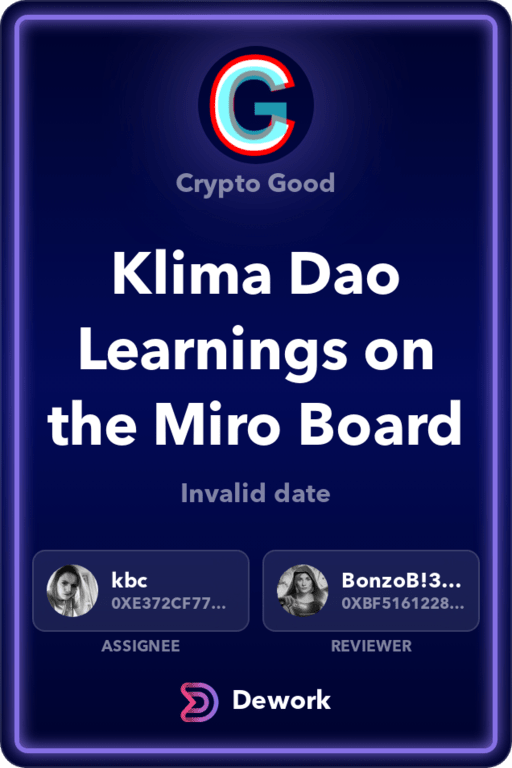 Crypto Good
Klima Dao
Learnings on
the Miro Board
Invalid date
kbc
0XE372CF77...
BonzoB!3...
0XBF5161228...
ASSIGNEE
REVIEWER
Dework